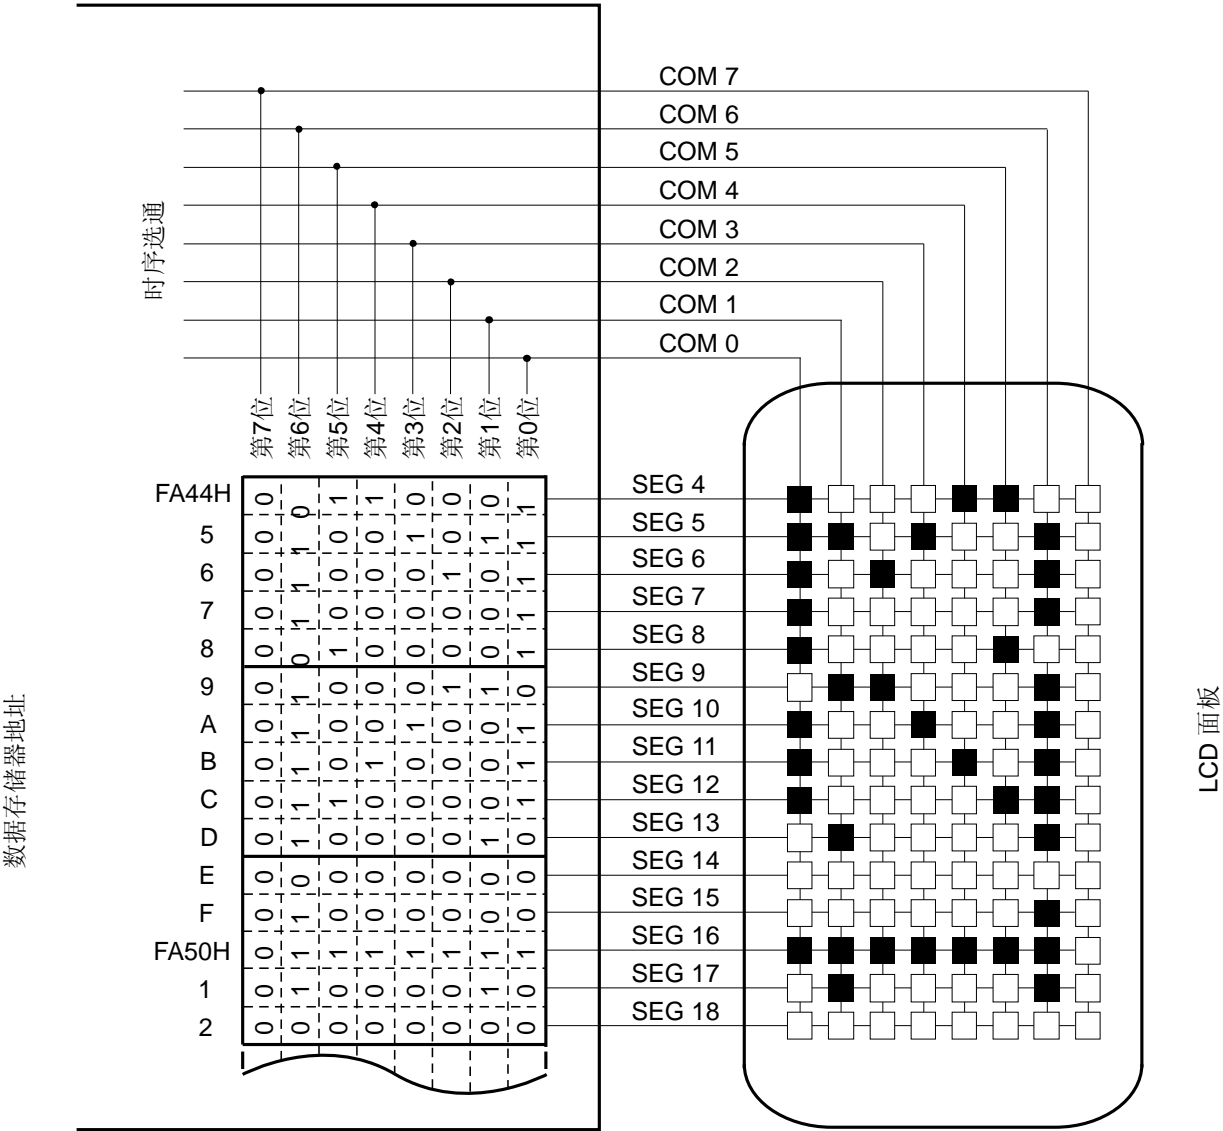 COM 7
COM 6
COM 5
COM 4
COM 3
COM 2
COM 1
COM 0
时序选通
第7位 第6位 第5位 第4位 第3位 第2位 第1位 第0位
数据存储器地址
FA44H 0 0 1 1 0 0 0 1 SEG 4
5 0 1 0 0 1 0 1 1 SEG 5
6 0 1 0 0 0 1 0 1 SEG 6
7 0 1 0 0 0 0 0 1 SEG 7
8 0 0 1 0 0 0 0 1 SEG 8
9 0 1 0 0 0 1 1 0 SEG 9
A 0 1 0 0 1 0 0 1 SEG 10
B 0 1 0 1 0 0 0 1 SEG 11
C 0 1 1 0 0 0 0 1 SEG 12
D 0 1 0 0 0 0 1 0 SEG 13
E 0 0 0 0 0 0 0 0 SEG 14
F 0 1 0 0 0 0 0 0 SEG 15
FA50H 0 1 1 1 1 1 1 1 SEG 16
1 0 1 0 0 0 0 1 0 SEG 17
2 0 0 0 0 0 0 0 0 SEG 18
LCD 面板